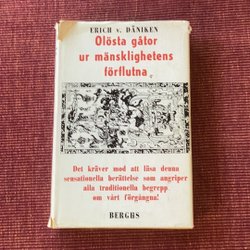 ERICH v. DÄNIKEN
Olösta gåtor
ur mänsklighetens
förflutna
Det kräver mod att läsa denna
sensationella berättelse som angriper
alla traditionella begrepp
om vårt förgångna!
BERGHS